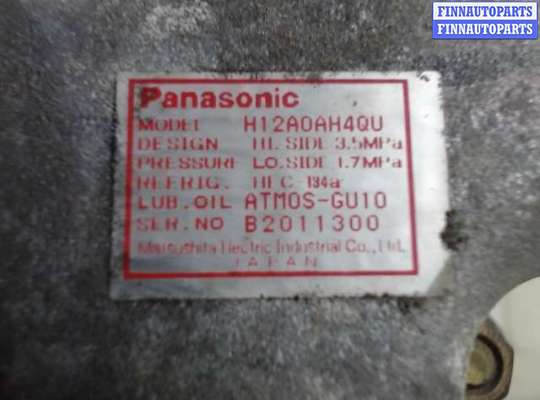 FINNAUTOPARTS
FINNAUTOPARTS
Panasonic
MODEL H12A0AH4QU
DESIGN HI.SIDE 3.5MPa
PRESSURE LO.SIDE 1.7MPa
REFRIG. HFC-134a
LUB.OIL ATMOS-GU10
SER.NO B2011300
Matsushita Electric Industrial Co., Ltd.
JAPAN